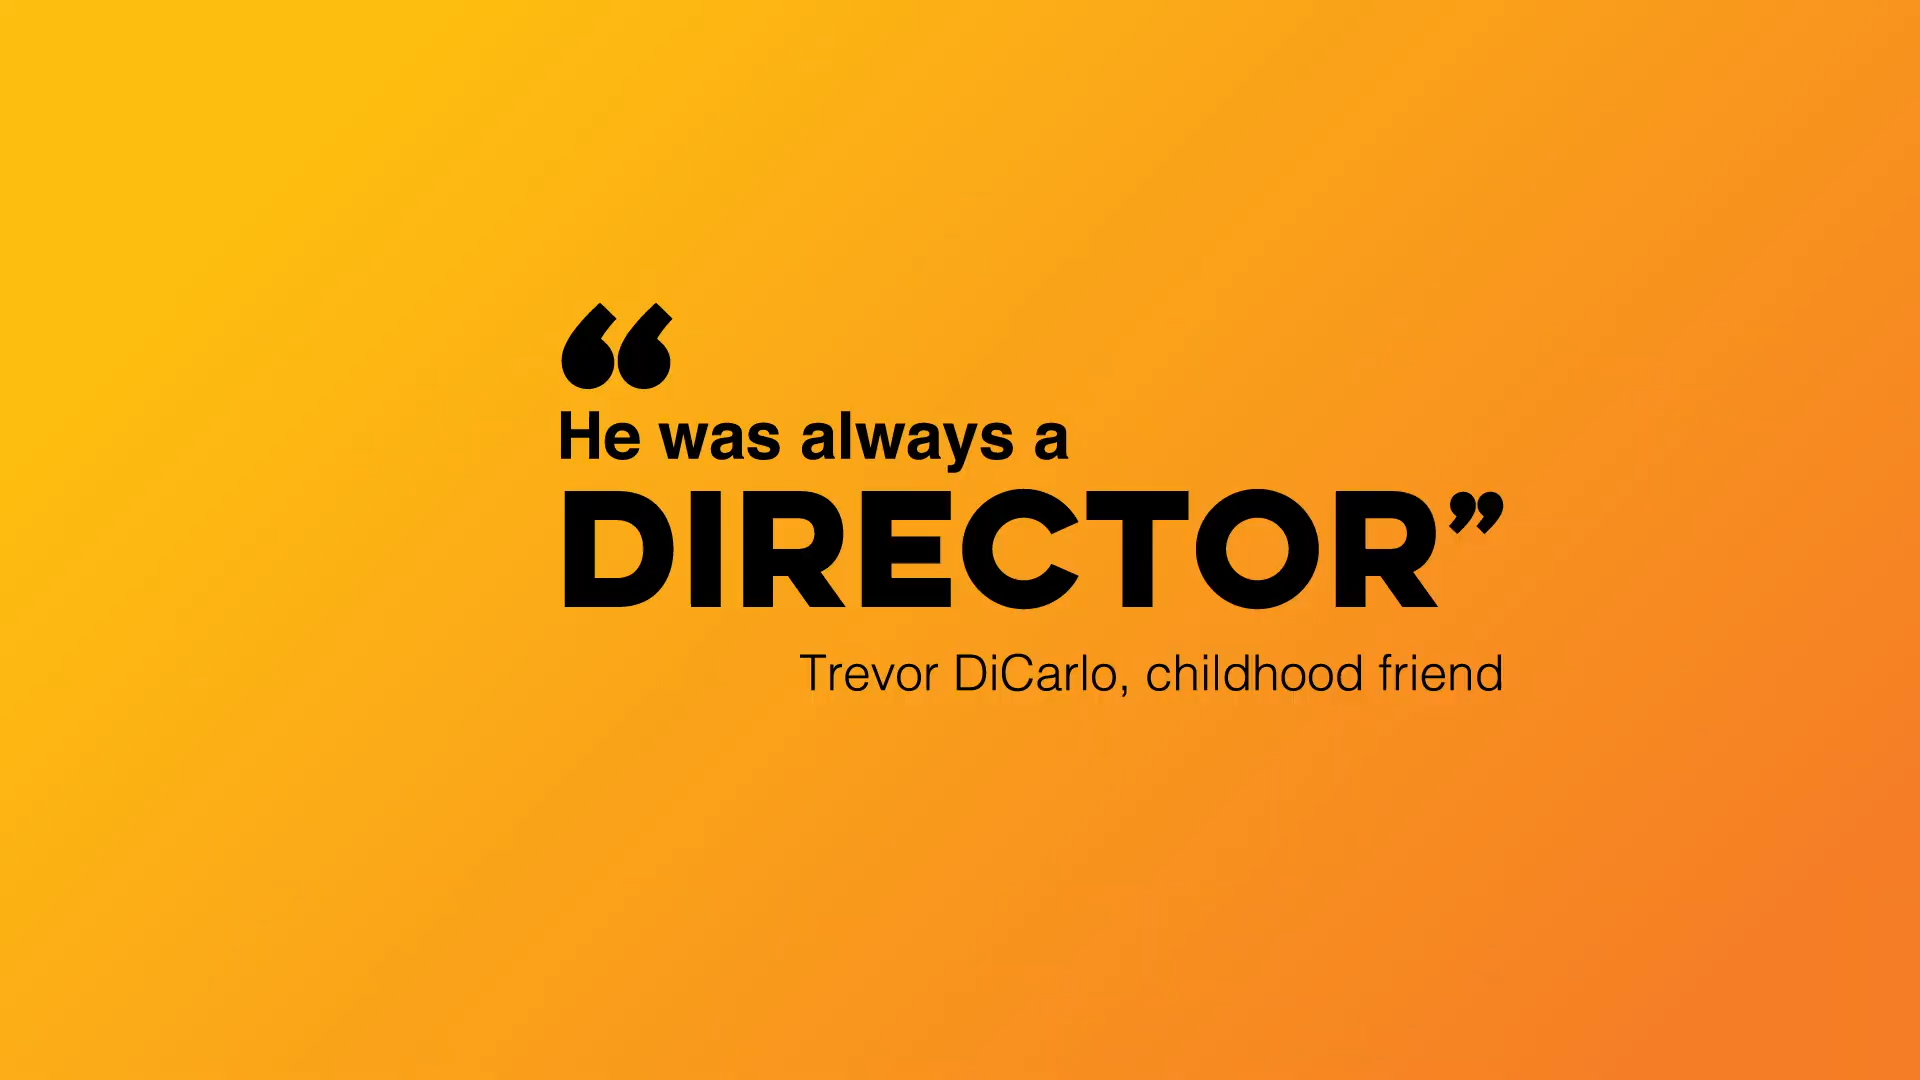 “
He was always a
DIRECTOR”
Trevor DiCarlo, childhood friend